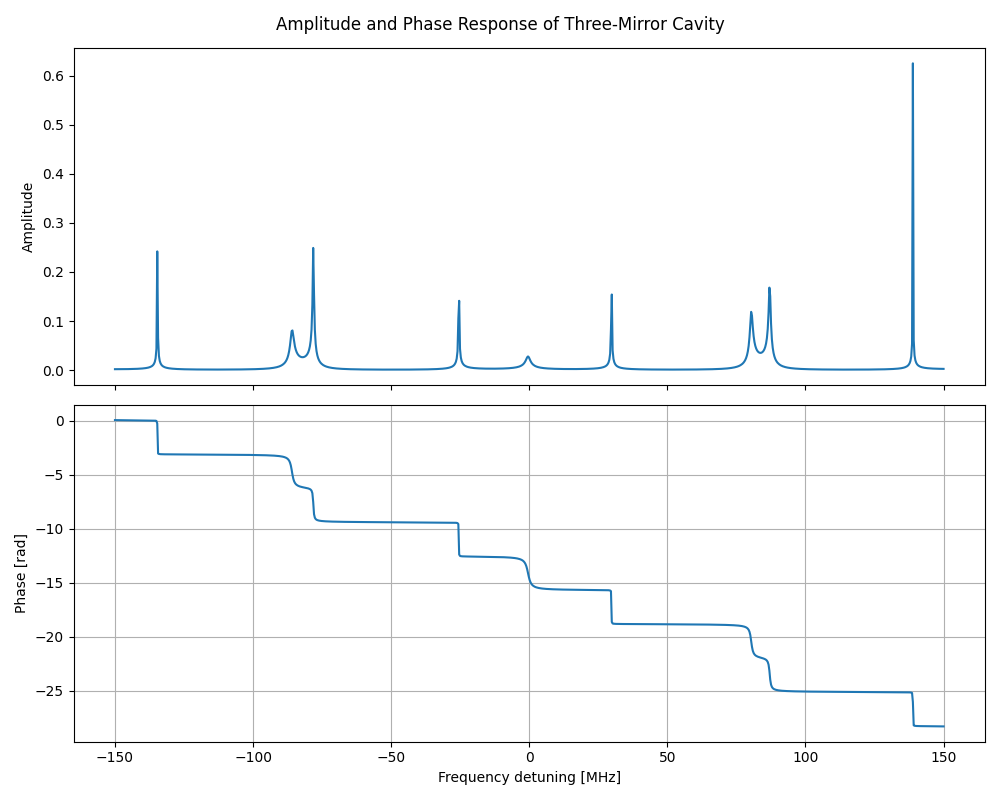 Amplitude and Phase Response of Three-Mirror Cavity
0.6
0.5
0.4
0.3
0.2
0.1
0.0
Amplitude
0
−5
−10
−15
−20
−25
Phase [rad]
−150 −100 −50 0 50 100 150
Frequency detuning [MHz]